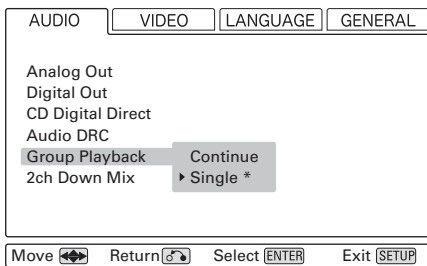 AUDIO VIDEO LANGUAGE GENERAL
Analog Out
Digital Out
CD Digital Direct
Audio DRC
Group Playback Continue
2ch Down Mix Single *
Move Return Select ENTER Exit SETUP